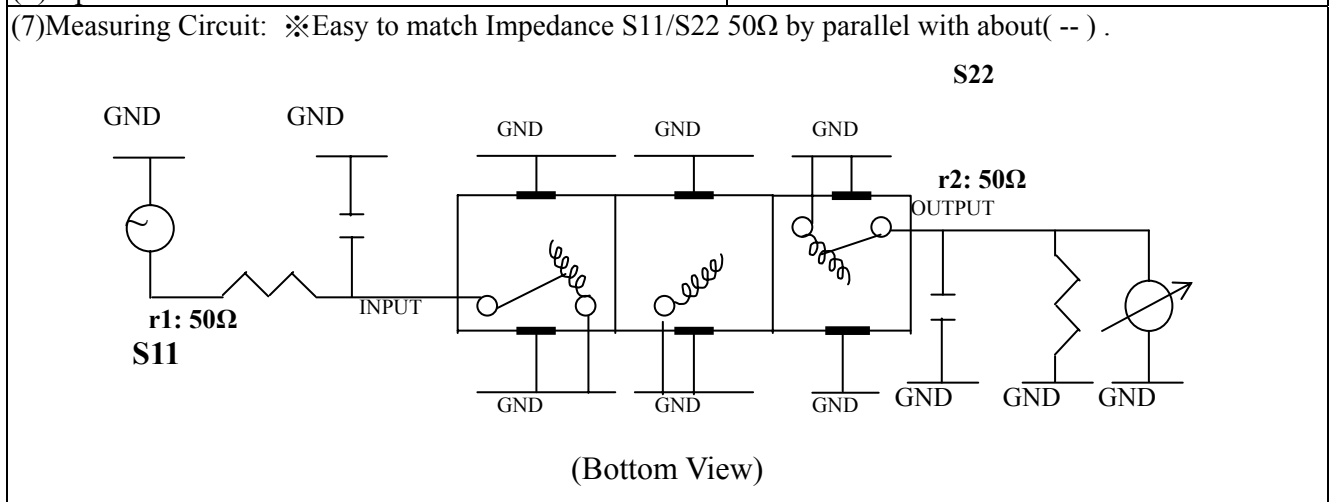 (7)Measuring Circuit: ※Easy to match Impedance S11/S22 50Ω by parallel with about( -- ) .
S22
GND GND GND GND GND
r2: 50Ω
OUTPUT
INPUT
r1: 50Ω
S11
GND GND GND GND GND GND
(Bottom View)